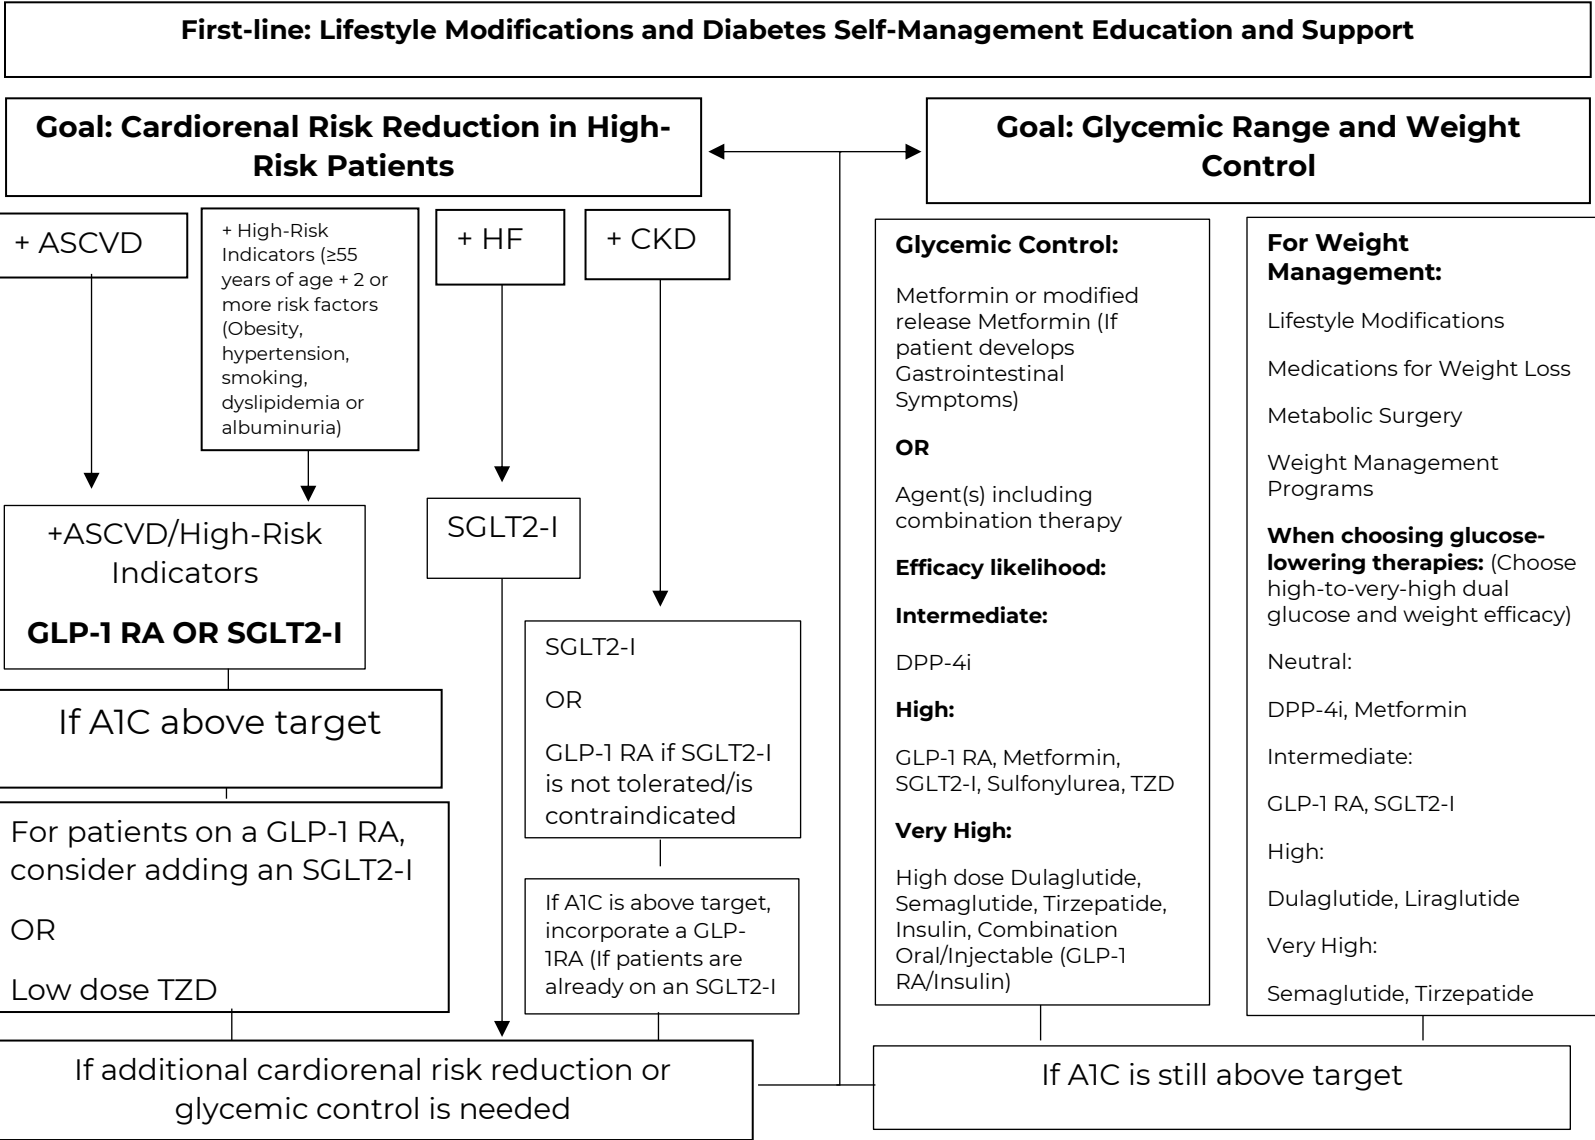 First-line: Lifestyle Modifications and Diabetes Self-Management Education and Support
Goal: Cardiorenal Risk Reduction in High-
Risk Patients
Goal: Glycemic Range and Weight
Control
+ ASCVD
+ High-Risk
Indicators (≥55
years of age + 2 or
more risk factors
(Obesity,
hypertension,
smoking,
dyslipidemia or
albuminuria)
+ HF
+ CKD
+ASCVD/High-Risk
Indicators
GLP-1 RA OR SGLT2-I
SGLT2-I
If A1C above target
For patients on a GLP-1 RA,
consider adding an SGLT2-I
OR
Low dose TZD
SGLT2-I
OR
GLP-1 RA if SGLT2-I
is not tolerated/is
contraindicated
If A1C is above target,
incorporate a GLP-
1RA (If patients are
already on an SGLT2-I
If additional cardiorenal risk reduction or
glycemic control is needed
Glycemic Control:
Metformin or modified
release Metformin (If
patient develops
Gastrointestinal
Symptoms)
OR
Agent(s) including
combination therapy
Efficacy likelihood:
Intermediate:
DPP-4i
High:
GLP-1 RA, Metformin,
SGLT2-I, Sulfonylurea, TZD
Very High:
High dose Dulaglutide,
Semaglutide, Tirzepatide,
Insulin, Combination
Oral/Injectable (GLP-1
RA/Insulin)
For Weight
Management:
Lifestyle Modifications
Medications for Weight Loss
Metabolic Surgery
Weight Management
Programs
When choosing glucose-
lowering therapies: (Choose
high-to-very-high dual
glucose and weight efficacy)
Neutral:
DPP-4i, Metformin
Intermediate:
GLP-1 RA, SGLT2-I
High:
Dulaglutide, Liraglutide
Very High:
Semaglutide, Tirzepatide
If A1C is still above target